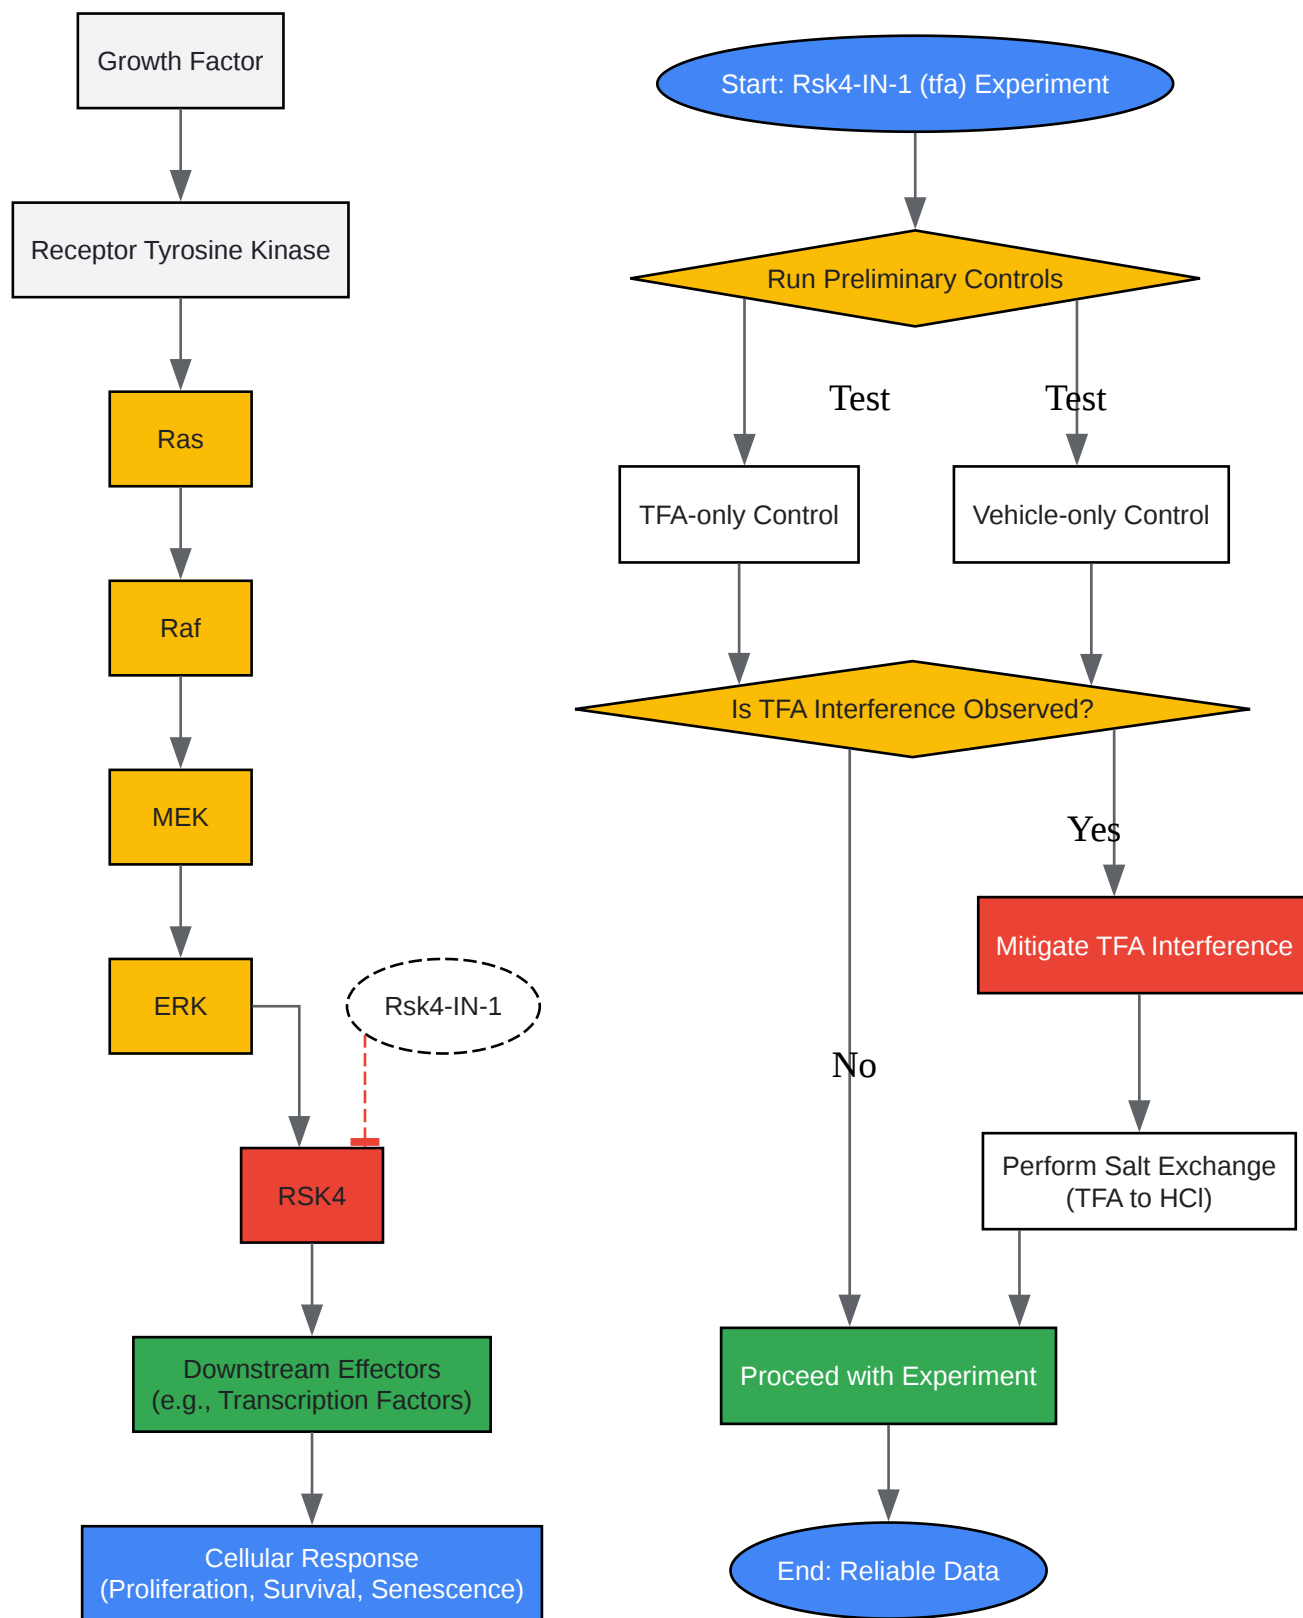 Growth Factor
Receptor Tyrosine Kinase
Ras
Raf
MEK
ERK
Rsk4-IN-1
RSK4
Downstream Effectors
(e.g., Transcription Factors)
Cellular Response
(Proliferation, Survival, Senescence)
Start: Rsk4-IN-1 (tfa) Experiment
Run Preliminary Controls
Test
Test
TFA-only Control
Vehicle-only Control
Is TFA Interference Observed?
Yes
Mitigate TFA Interference
No
Perform Salt Exchange
(TFA to HCl)
Proceed with Experiment
End: Reliable Data